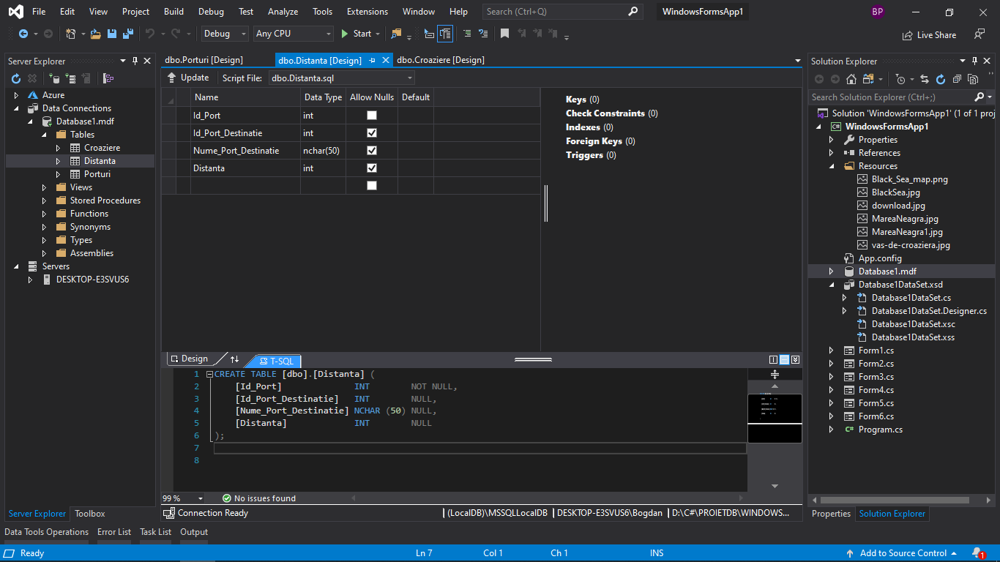 File Edit View Project Build Debug Test Analyze Tools Extensions Window Help Search (Ctrl+Q) WindowsFormsApp1 BP
Debug Any CPU Start Live Share
Server Explorer
Azure
Data Connections
Database1.mdf
Tables
Croaziere
Distanta
Porturi
Views
Stored Procedures
Functions
Synonyms
Types
Assemblies
Servers
DESKTOP-E3SVUS6
Server Explorer Toolbox
dbo.Porturi [Design] dbo.Distanta [Design] dbo.Croaziere [Design]
Update Script File: dbo.Distanta.sql
Name Data Type Allow Nulls Default
Id_Port int
Id_Port_Destinatie int
Nume_Port_Destinatie nchar(50)
Distanta int
Keys (0)
Check Constraints (0)
Indexes (0)
Foreign Keys (0)
Triggers (0)
Design T-SQL
1 CREATE TABLE [dbo].[Distanta] (
2 [Id_Port] INT NOT NULL,
3 [Id_Port_Destinatie] INT NULL,
4 [Nume_Port_Destinatie] NCHAR (50) NULL,
5 [Distanta] INT NULL
6 );
7
8
99 % No issues found
Connection Ready (LocalDB)\MSSQLLocalDB DESKTOP-E3SVUS6\Bogdan D:\C#\PROIETDB\WINDOWS...
Solution Explorer
Search Solution Explorer (Ctrl+;)
Solution 'WindowsFormsApp1' (1 of 1 proj
C# WindowsFormsApp1
Properties
References
Resources
Black_Sea_map.png
BlackSea.jpg
download.jpg
MareaNeagra.jpg
MareaNeagra1.jpg
vas-de-croaziera.jpg
App.config
Database1.mdf
Database1DataSet.xsd
Database1DataSet.cs
Database1DataSet.Designer.cs
Database1DataSet.xsc
Database1DataSet.xss
Form1.cs
Form2.cs
Form3.cs
Form4.cs
Form5.cs
Form6.cs
C# Program.cs
Properties Solution Explorer
Data Tools Operations Error List Task List Output
Ready Ln 7 Col 1 Ch 1 INS Add to Source Control 1